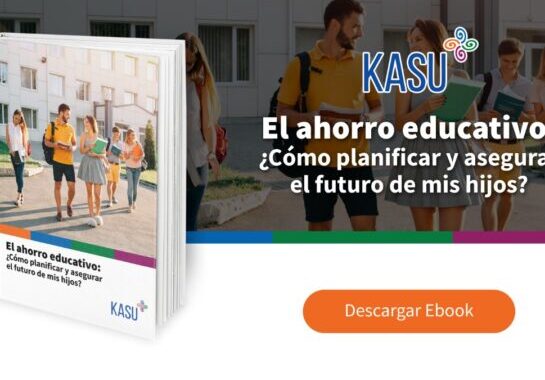 KASU
El ahorro educativo
¿Cómo planificar y asegura
el futuro de mis hijos?
El ahorro educativo:
¿Cómo planificar y asegurar
el futuro de mis hijos?
KASU
Descargar Ebook